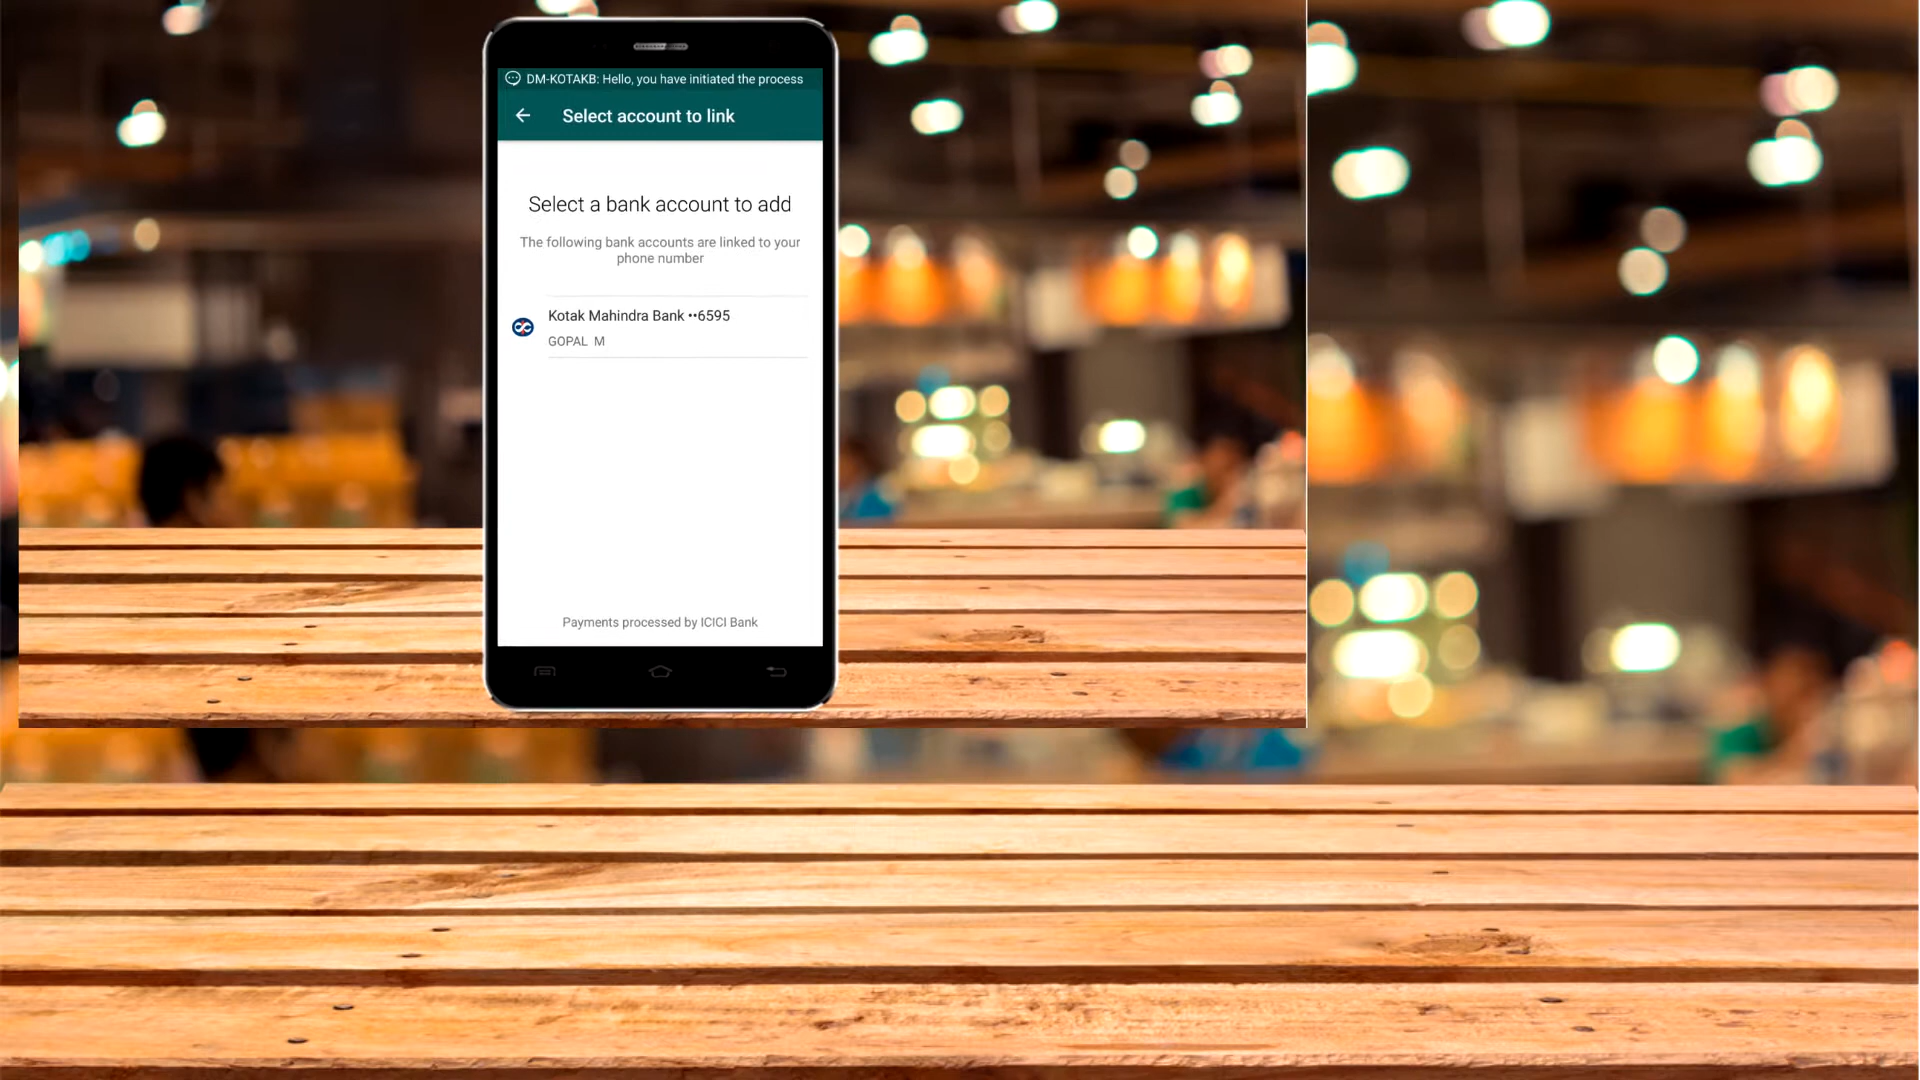 DM-KOTAKB: Hello, you have initiated the process
Select account to link
Select a bank account to add
The following bank accounts are linked to your
phone number
Kotak Mahindra Bank ••6595
GOPAL M
Payments processed by ICICI Bank